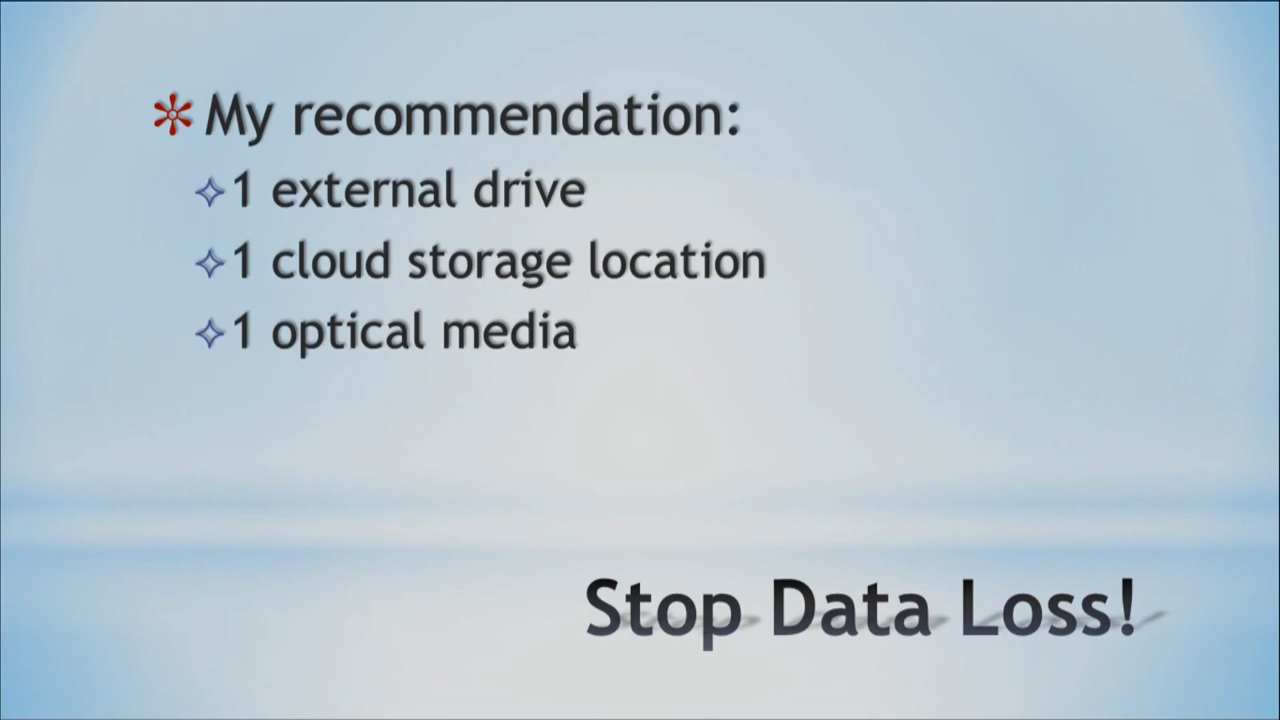 My recommendation:
1 external drive
1 cloud storage location
1 optical media
Stop Data Loss!